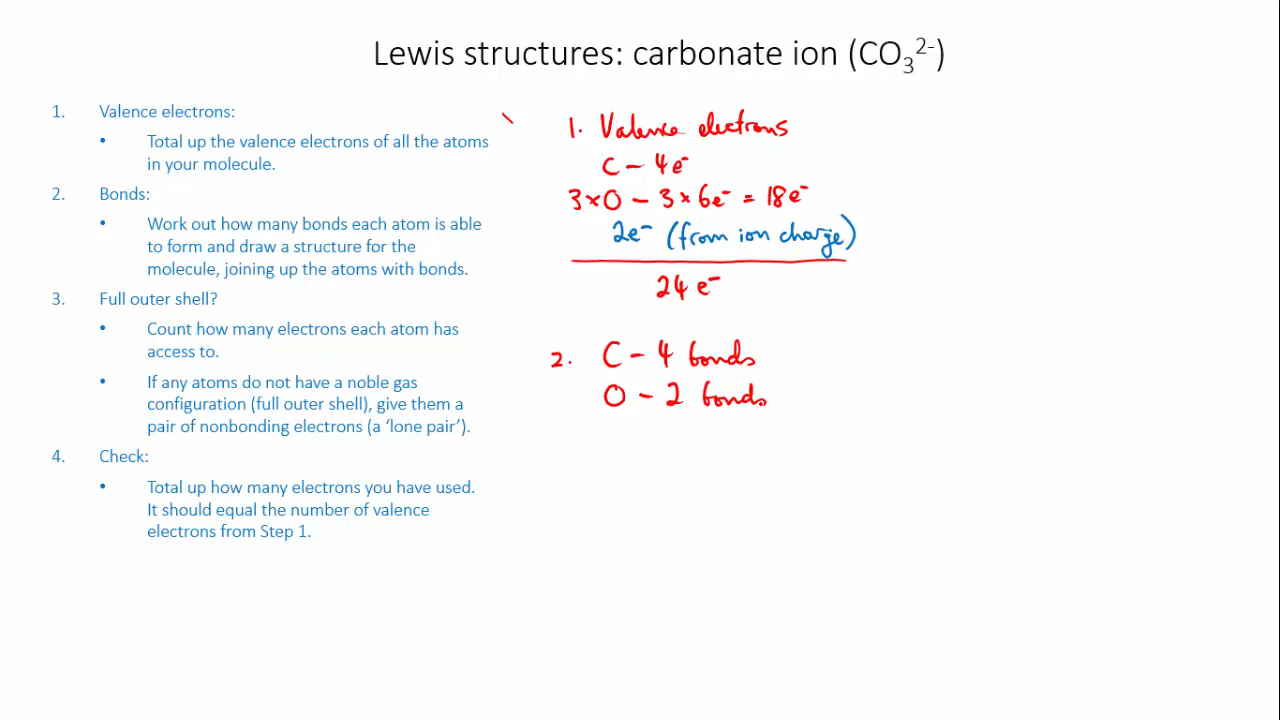 Lewis structures: carbonate ion (CO₃²⁻)
1. Valence electrons:
• Total up the valence electrons of all the atoms
in your molecule.
2. Bonds:
• Work out how many bonds each atom is able
to form and draw a structure for the
molecule, joining up the atoms with bonds.
3. Full outer shell?
• Count how many electrons each atom has
access to.
• If any atoms do not have a noble gas
configuration (full outer shell), give them a
pair of nonbonding electrons (a ‘lone pair’).
4. Check:
• Total up how many electrons you have used.
It should equal the number of valence
electrons from Step 1.
1. Valence electrons
C – 4e⁻
3×O – 3×6e⁻ = 18e⁻
2e⁻ (from ion charge)
24 e⁻
2. C – 4 bonds
O – 2 bonds